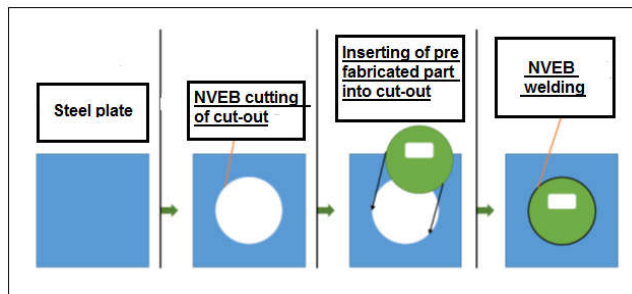 Steel plate
NVEB cutting
of cut-out
Inserting of pre
fabricated part
into cut-out
NVEB
welding